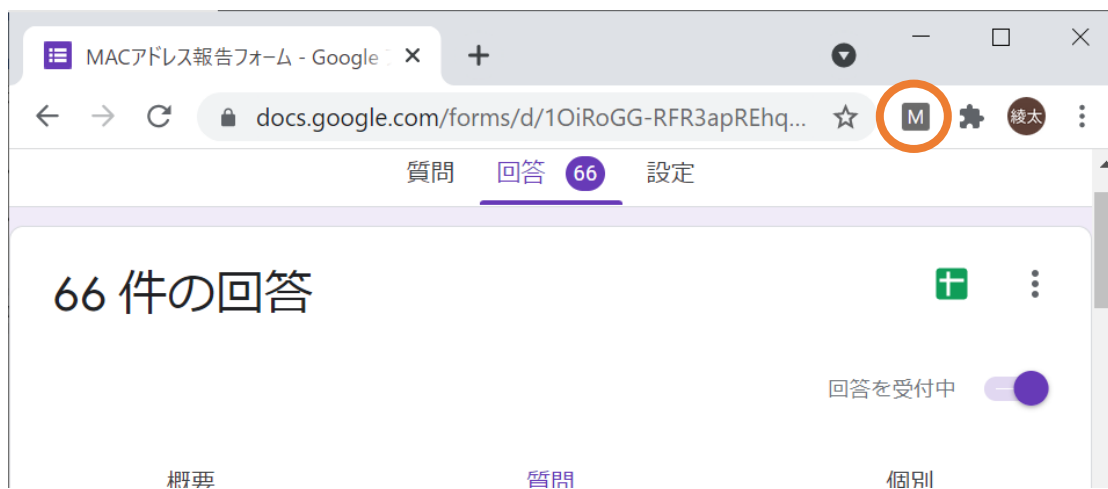 MACアドレス報告フォーム - Google
docs.google.com/forms/d/1OiRoGG-RFR3apREhq...
M
綾太
質問 回答 66 設定
66 件の回答
回答を受付中
概要 質問 個別